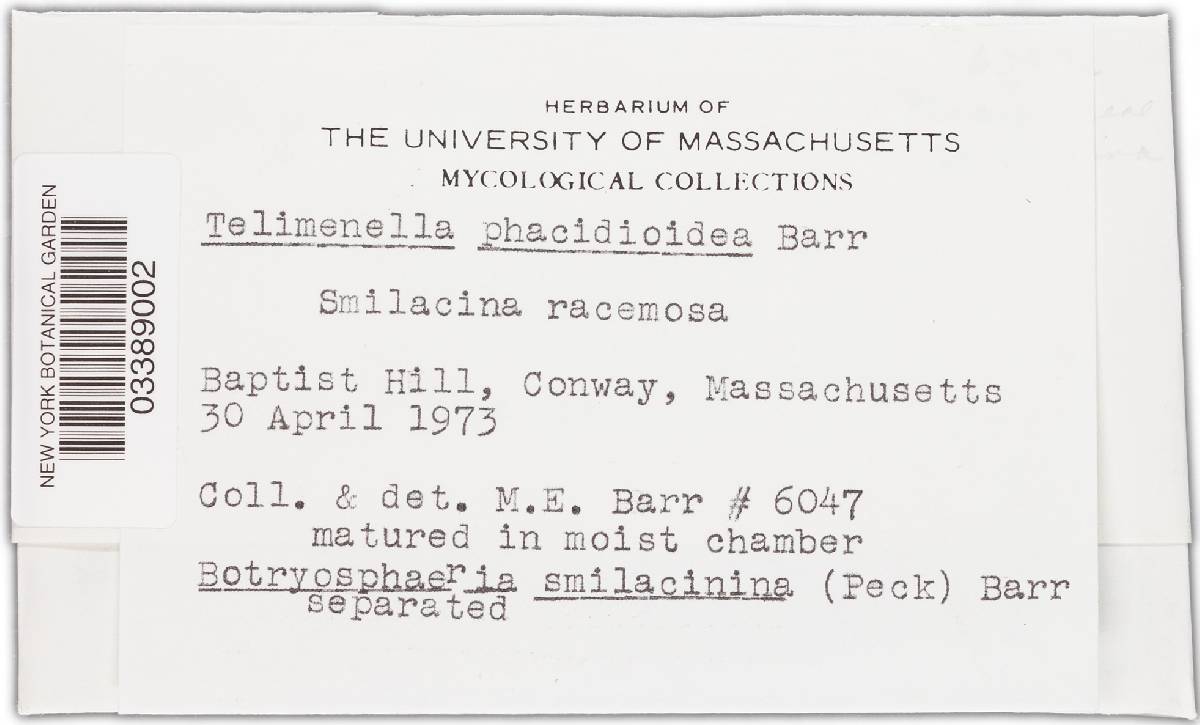 HERBARIUM OF
THE UNIVERSITY OF MASSACHUSETTS
MYCOLOGICAL COLLECTIONS
Telimenella phacidioidea Barr
Smilacina racemosa
Baptist Hill, Conway, Massachusetts
30 April 1973
Coll. & det. M.E. Barr # 6047
matured in moist chamber
Botryosphaeria smilacinina (Peck) Barr
separated
NEW YORK BOTANICAL GARDEN
03389002